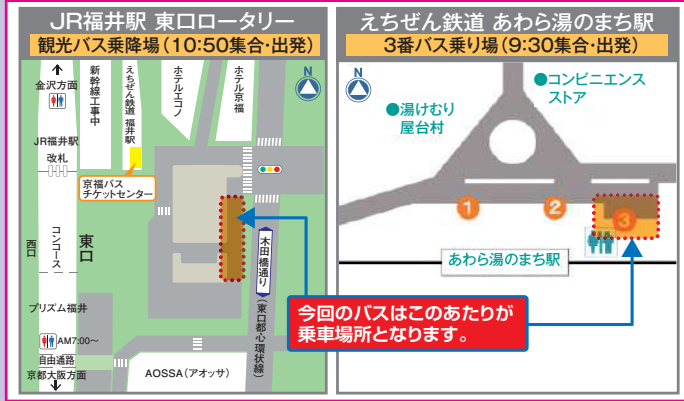 JR福井駅 東口ロータリー
観光バス乗降場(10:50集合・出発)
金沢方面
新幹線工事中
えちぜん鉄道 福井駅
ホテルエコノ
ホテル京福
N
JR福井駅
改札
京福バス
チケットセンター
西口
コンコース
東口
木田橋通り
(東口都心環状線)
プリズム福井
AM7:00～
自由通路
京都大阪方面
AOSSA(アオッサ)
えちぜん鉄道 あわら湯のまち駅
3番バス乗り場(9:30集合・出発)
N
●コンビニエンス
ストア
●湯けむり
屋台村
1
2
3
あわら湯のまち駅
今回のバスはこのあたりが
乗車場所となります。